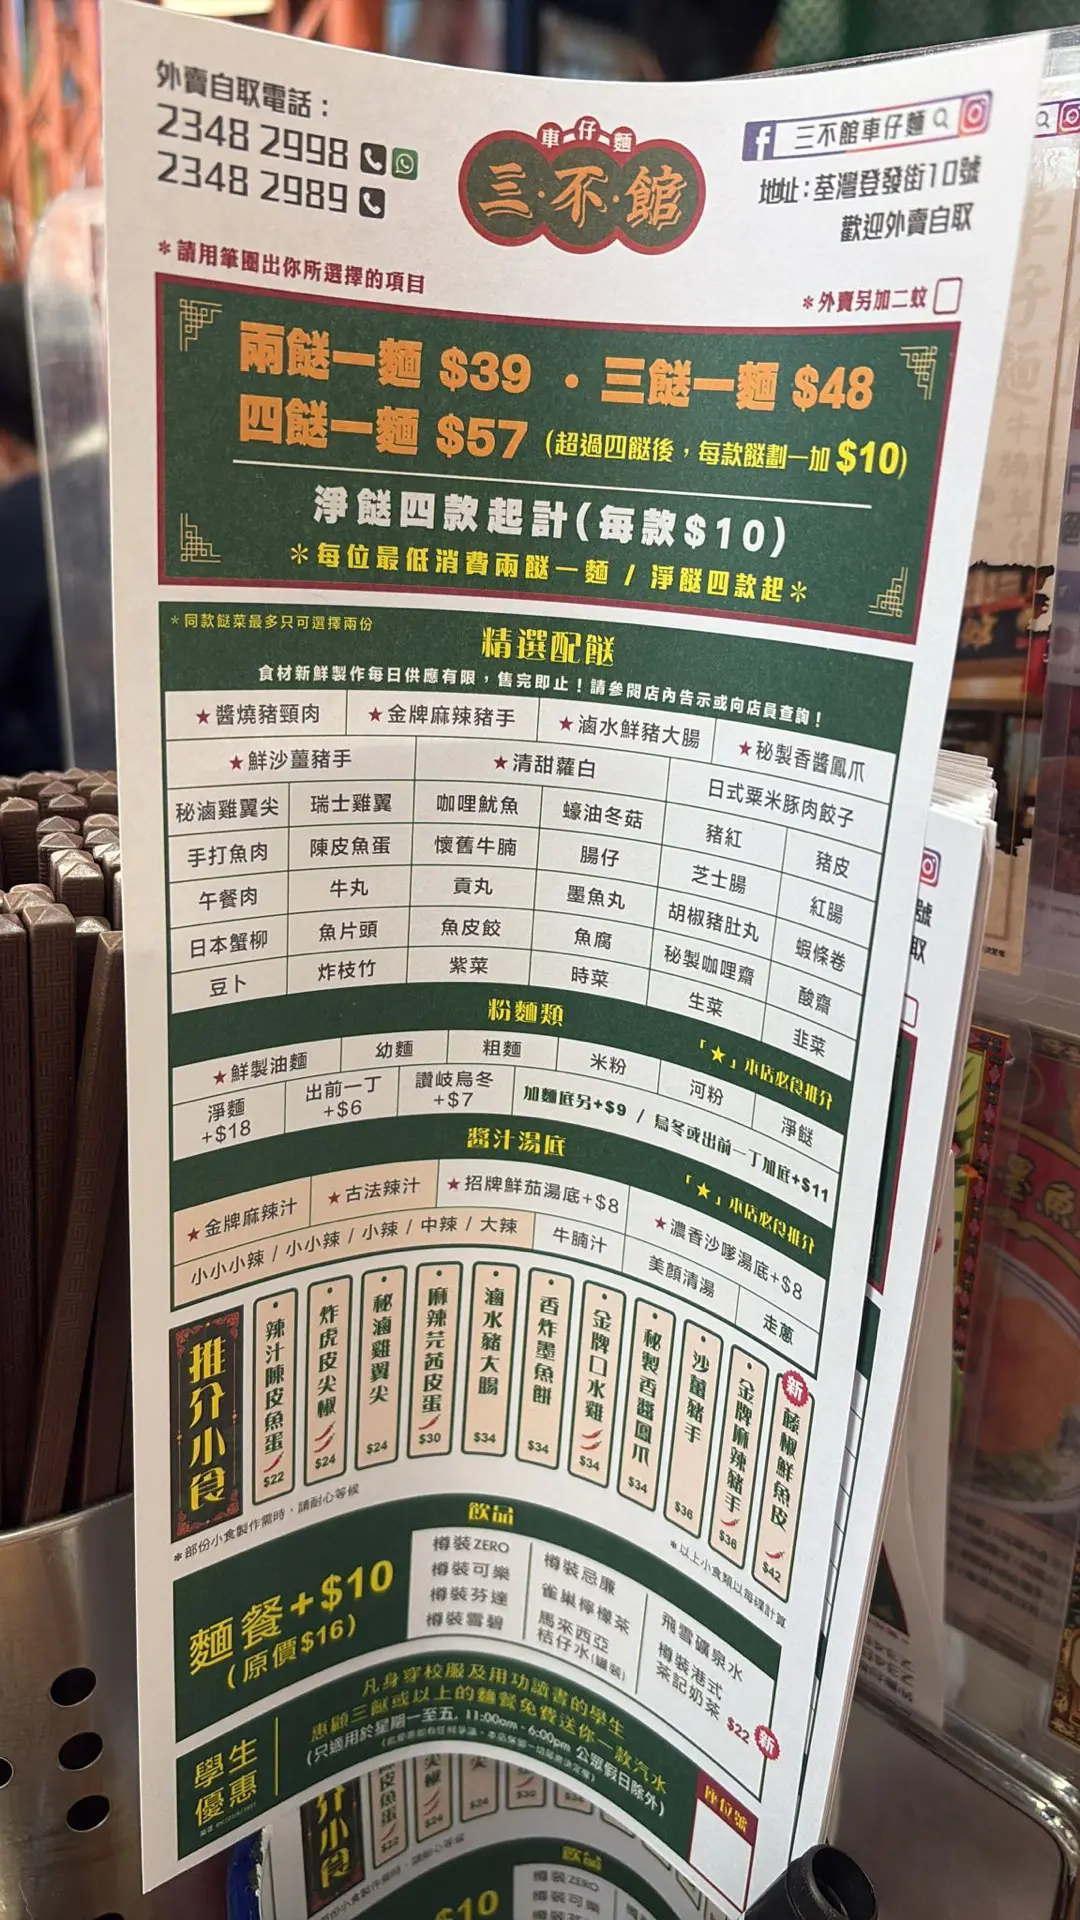 外賣自取電話：
2348 2998
2348 2989
車仔麵
三·不·館
三不館車仔麵
地址：荃灣登發街10號
歡迎外賣自取
*請用筆圈出你所選擇的項目
*外賣另加二蚊
兩餸一麵 $39 · 三餸一麵 $48
四餸一麵 $57 (超過四餸後，每款餸劃一加 $10)
淨餸四款起計(每款$10)
*每位最低消費兩餸一麵 / 淨餸四款起*
*同款餸菜最多只可選擇兩份
精選配餸
食材新鮮製作每日供應有限，售完即止！請參閱店內告示或向店員查詢！
★醬燒豬頸肉 ★金牌麻辣豬手 ★滷水鮮豬大腸 ★秘製香醬鳳爪
★鮮沙薑豬手 ★清甜蘿白 日式粟米豚肉餃子
秘滷雞翼尖 瑞士雞翼 咖哩魷魚 蠔油冬菇 豬紅 豬皮
手打魚肉 陳皮魚蛋 懷舊牛腩 腸仔 芝士腸 紅腸
午餐肉 牛丸 貢丸 墨魚丸 胡椒豬肚丸 蝦條卷
日本蟹柳 魚片頭 魚皮餃 魚腐 秘製咖哩齋 酸齋
豆卜 炸枝竹 紫菜 時菜 生菜 韭菜
粉麵類
「★」本店必食推介
★鮮製油麵 幼麵 粗麵 米粉 河粉 淨餸
淨麵 +$18 出前一丁 +$6 讚岐烏冬 +$7 加麵底另+$9 / 烏冬或出前一丁加底+$11
醬汁湯底
「★」本店必食推介
★金牌麻辣汁 ★古法辣汁 ★招牌鮮茄湯底+$8 ★濃香沙嗲湯底+$8
小小小辣 / 小小辣 / 小辣 / 中辣 / 大辣 牛腩汁 美顏清湯 走蔥
推介小食
辣汁陳皮魚蛋 $22
炸虎皮尖椒 $24
秘滷雞翼尖 $24
麻辣芫茜皮蛋 $30
滷水豬大腸 $34
香炸墨魚餅 $34
金牌口水雞 $34
秘製香醬鳳爪 $34
沙薑豬手 $36
金牌麻辣豬手 $36
新 藤椒鮮魚皮 $42
*部份小食製作需時，請耐心等候
*以上小食類以每碟計算
飲品
麵餐+$10
(原價$16)
樽裝ZERO
樽裝可樂
樽裝芬達
樽裝雪碧
樽裝忌廉
雀巢檸檬茶
馬來西亞
桔仔水(罐裝)
飛雪礦泉水
樽裝港式
茶記奶茶 $22 新
學生優惠
凡身穿校服及用功讀書的學生
惠顧三餸或以上的麵餐免費送你一款汽水
(只適用於星期一至五, 11:00am - 6:00pm 公眾假日除外)
座位號